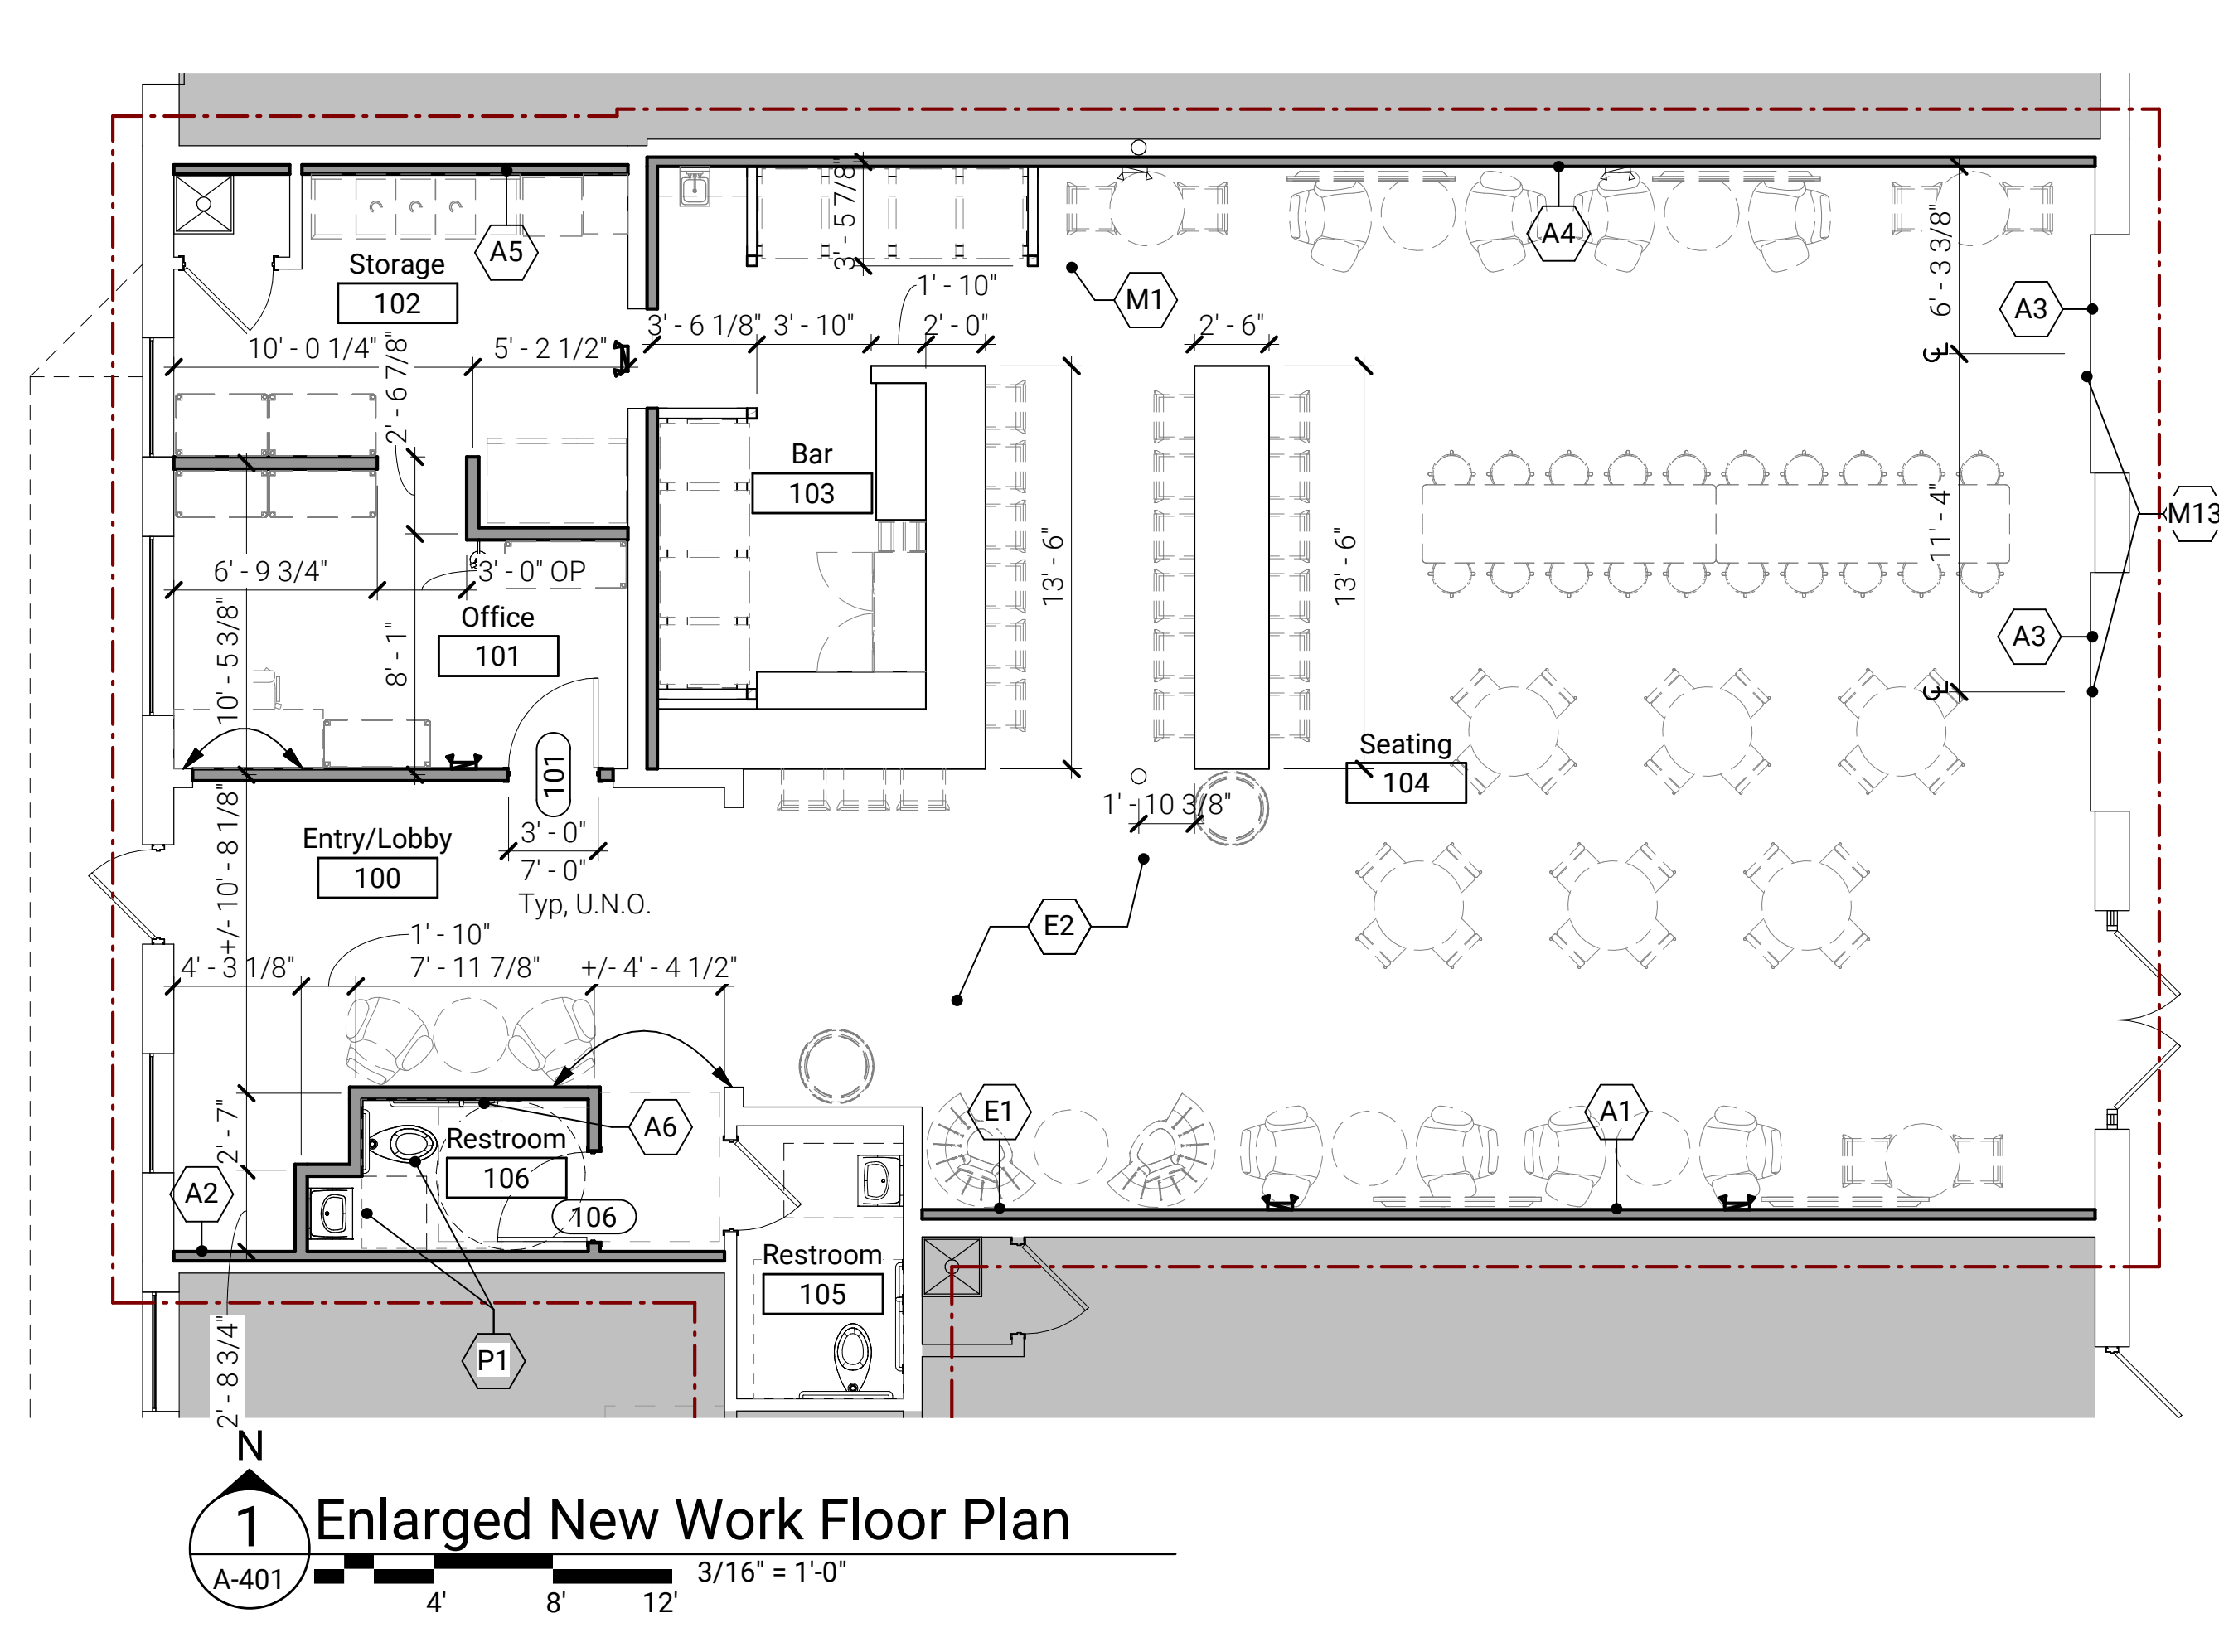 3' - 5 7/8"
A5
A4
Storage
102
M1
1' - 10"
6' - 3 3/8"
A3
3' - 6 1/8"
3' - 10"
2' - 0"
2' - 6"
10' - 0 1/4"
5' - 2 1/2"
2' - 6 7/8"
CL
Bar
103
M13
11' - 4"
13' - 6"
13' - 6"
6' - 9 3/4"
3' - 0" OP
Office
101
10' - 5 3/8"
8' - 1"
A3
CL
Seating
104
101
1' - 10 3/8"
3' - 0"
7' - 0"
Typ, U.N.O.
Entry/Lobby
100
+/- 10' - 8 1/8"
E2
1' - 10"
4' - 3 1/8"
7' - 11 7/8"
+/- 4' - 4 1/2"
2' - 7"
A6
E1
A1
Restroom
106
A2
106
Restroom
105
P1
2' - 8 3/4"
N
1
A-401
Enlarged New Work Floor Plan
3/16" = 1'-0"
4'
8'
12'